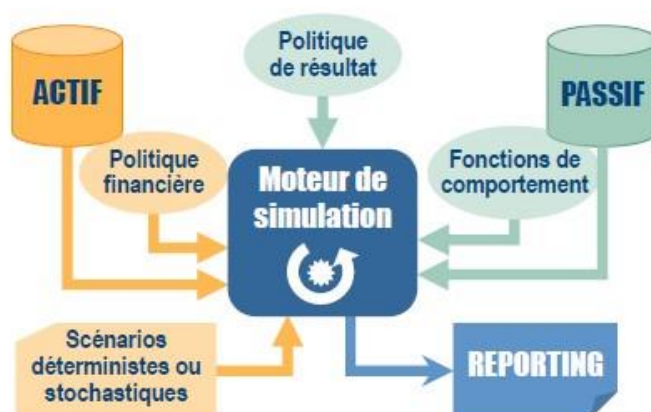 Politique
de résultat
ACTIF
PASSIF
Politique
financière
Moteur de
simulation
Fonctions de
comportement
Scénarios
déterministes ou
stochastiques
REPORTING